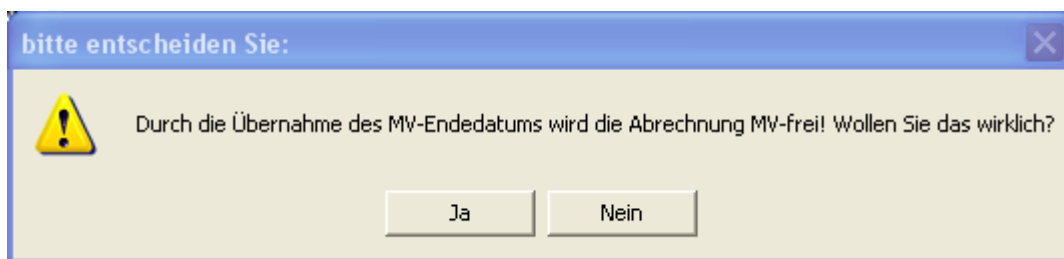 bitte entscheiden Sie:
Durch die Übernahme des MV-Endedatums wird die Abrechnung MV-frei! Wollen Sie das wirklich?
Ja
Nein